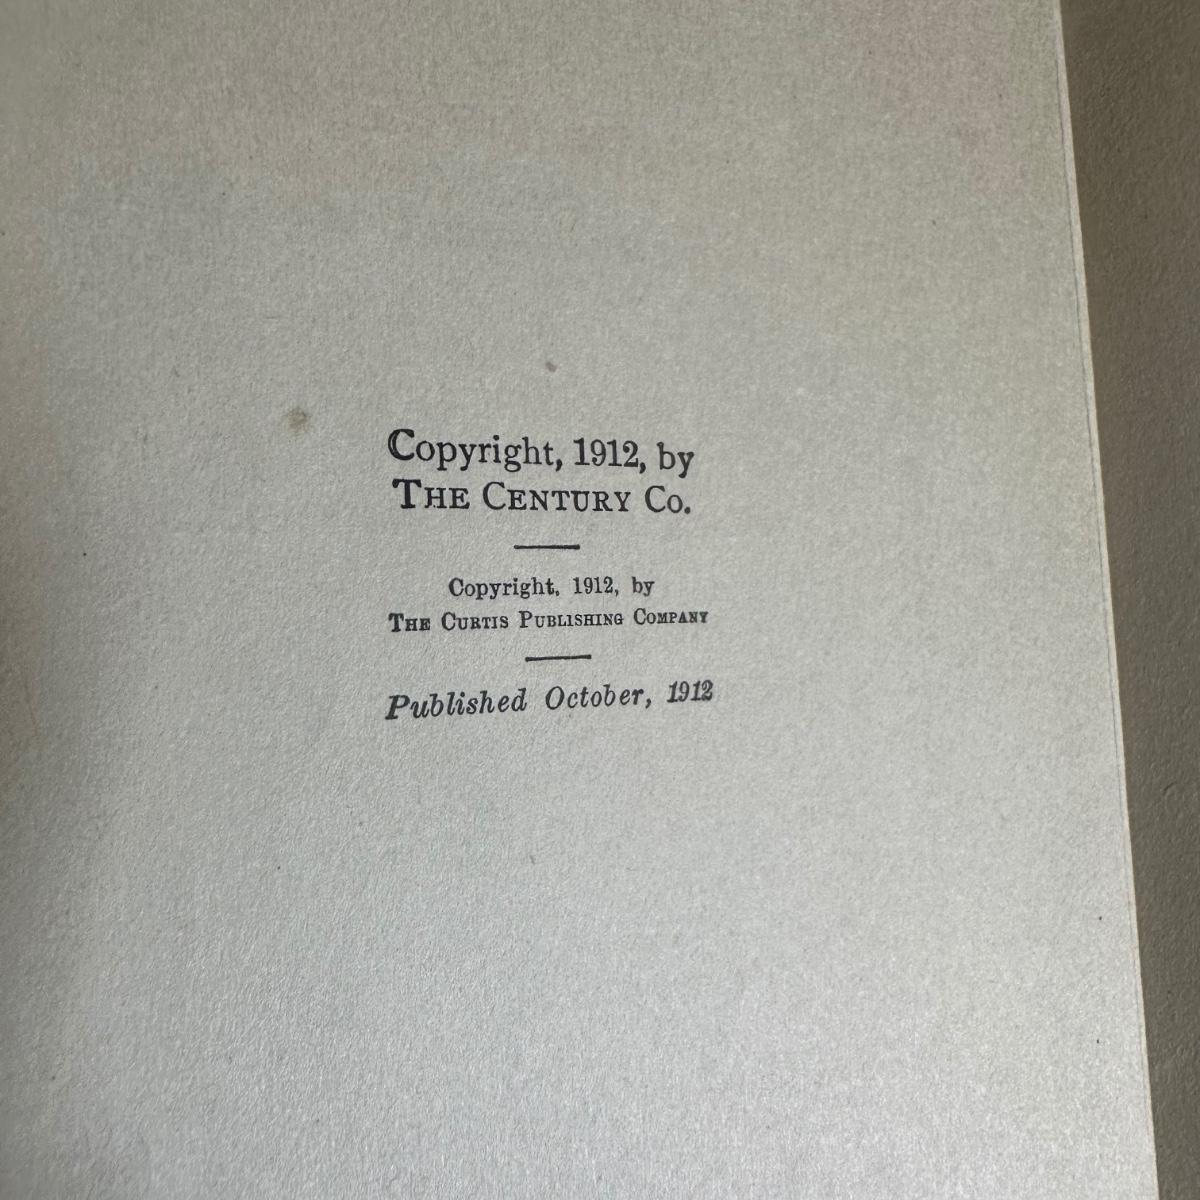 Copyright, 1912, by
THE CENTURY CO.
Copyright, 1912, by
THE CURTIS PUBLISHING COMPANY
Published October, 1912